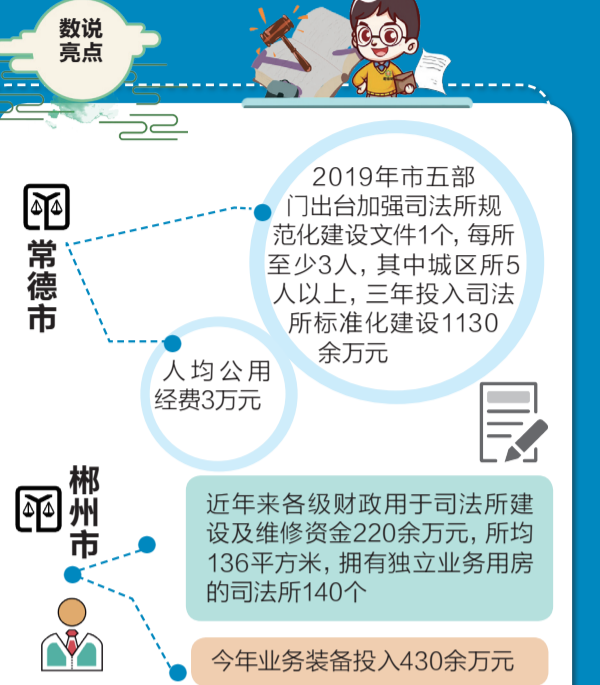 数说
亮点
常德市
2019年市五部
门出台加强司法所规
范化建设文件1个, 每所
至少3人, 其中城区所5
人以上, 三年投入司法
所标准化建设1130
余万元
人均公用
经费3万元
郴州市
近年来各级财政用于司法所建
设及维修资金220余万元, 所均
136平方米, 拥有独立业务用房
的司法所140个
今年业务装备投入430余万元